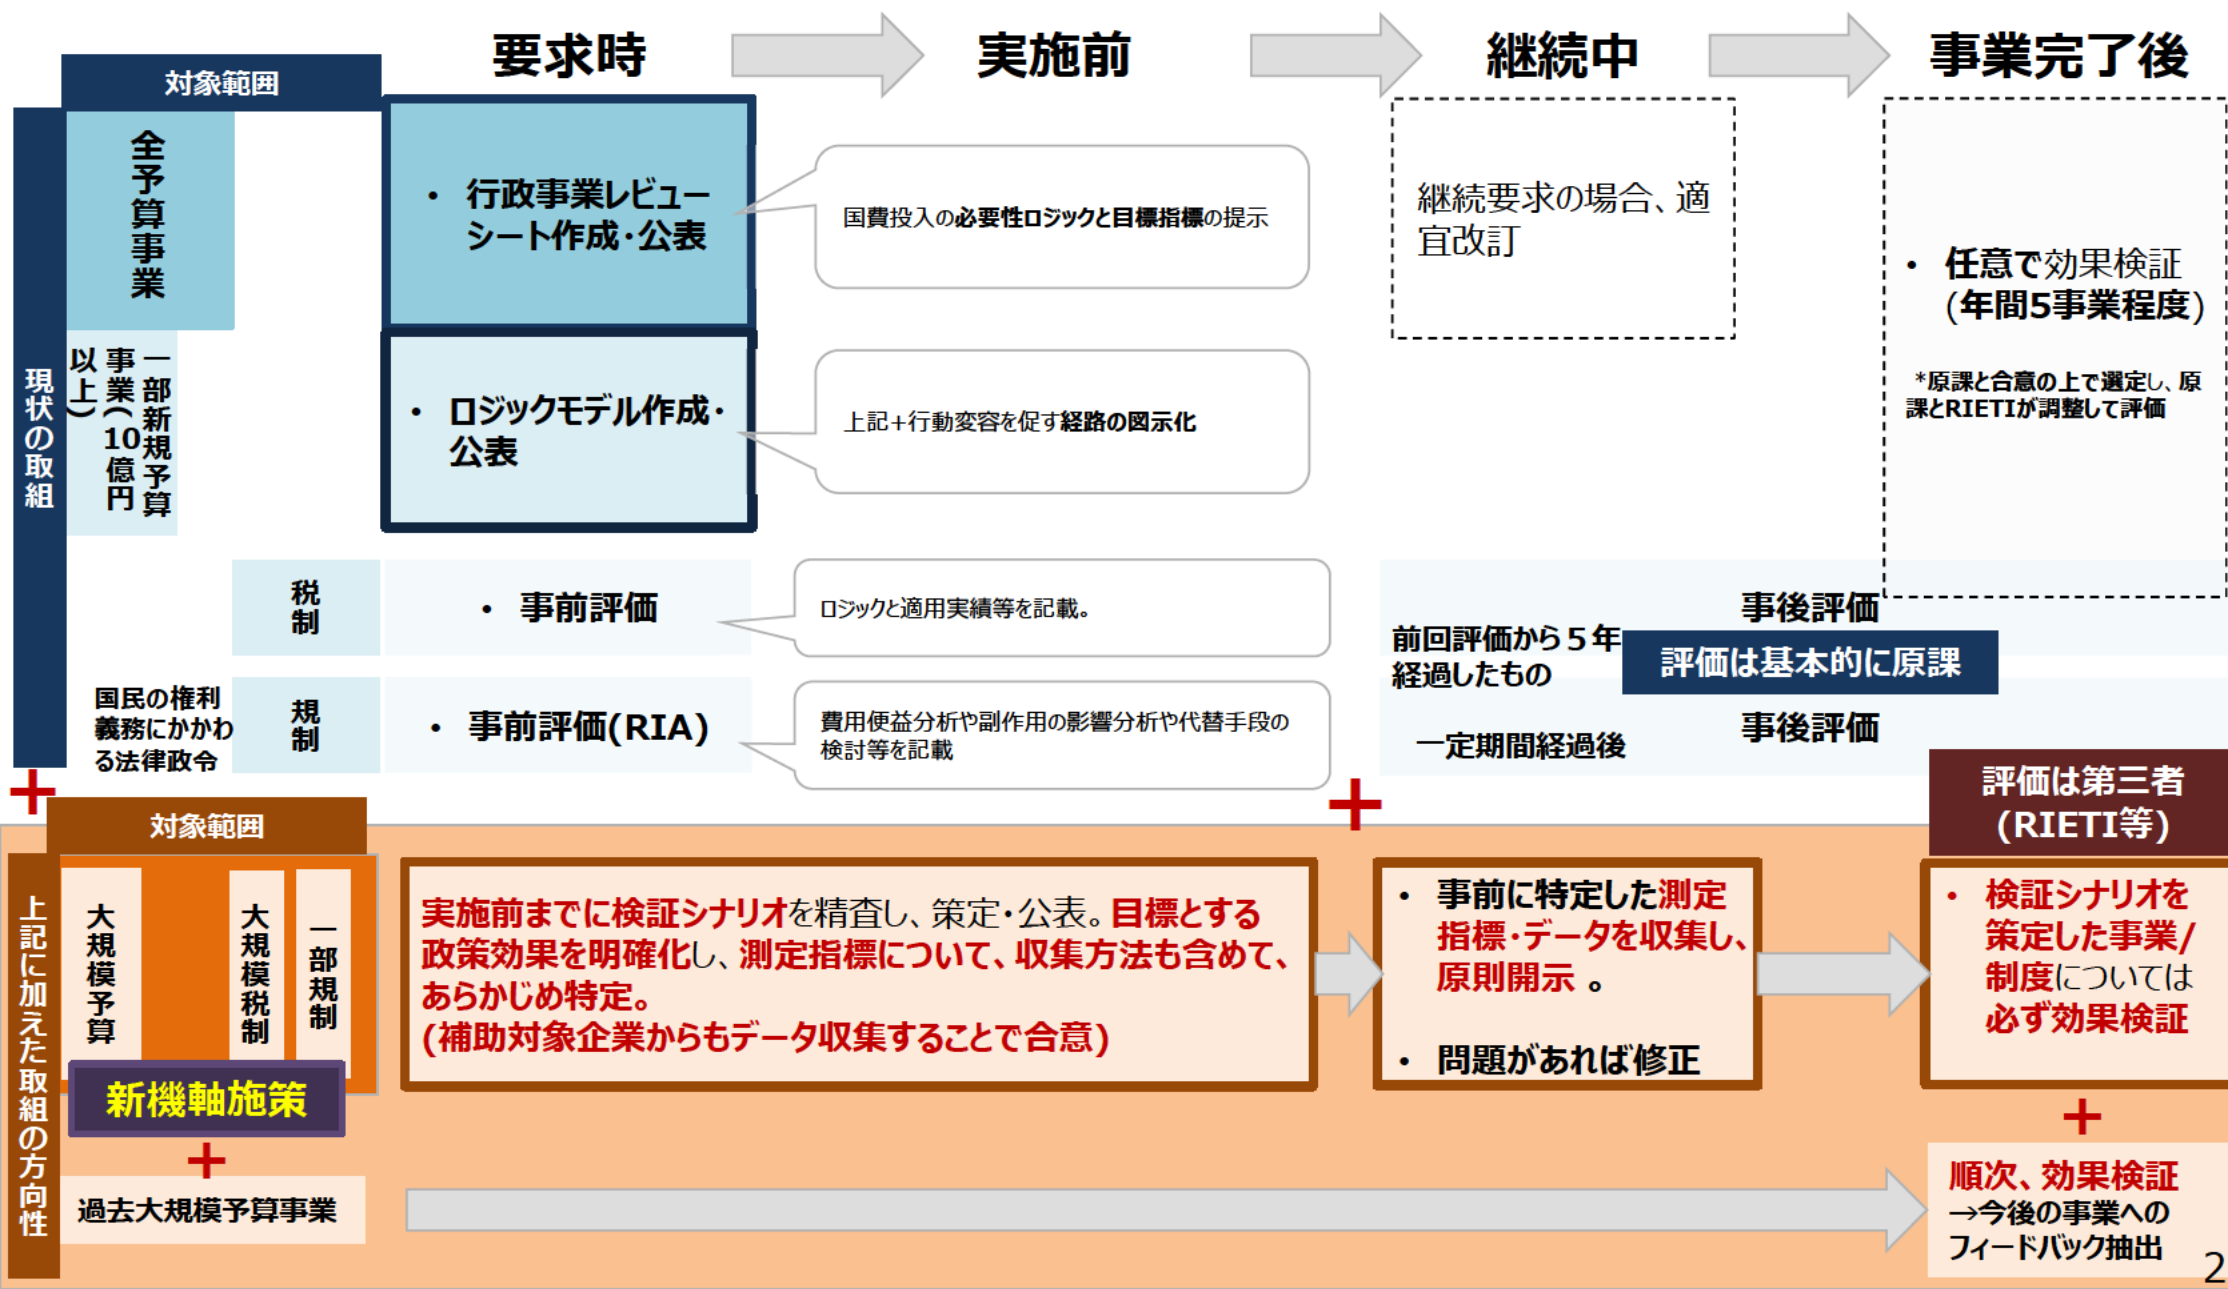 要求時
実施前
継続中
事業完了後
対象範囲
現状の取組
全予算事業
・ 行政事業レビュー
シート作成・公表
国費投入の必要性ロジックと目標指標の提示
継続要求の場合、適
宜改訂
・ 任意で効果検証
(年間5事業程度)
*原課と合意の上で選定し、原
課とRIETIが調整して評価
一部新規予算
事業(10億円
以上)
・ ロジックモデル作成・
公表
上記+行動変容を促す経路の図示化
税制
・ 事前評価
ロジックと適用実績等を記載。
事後評価
前回評価から５年
経過したもの
評価は基本的に原課
国民の権利
義務にかかわ
る法律政令
規制
・ 事前評価(RIA)
費用便益分析や副作用の影響分析や代替手段の
検討等を記載
一定期間経過後
事後評価
+
+
評価は第三者
(RIETI等)
対象範囲
上記に加えた取組の方向性
大規模予算
大規模税制
一部規制
新機軸施策
実施前までに検証シナリオを精査し、策定・公表。目標とする
政策効果を明確化し、測定指標について、収集方法も含めて、
あらかじめ特定。
(補助対象企業からもデータ収集することで合意)
・ 事前に特定した測定
指標・データを収集し、
原則開示 。
・ 問題があれば修正
・ 検証シナリオを
策定した事業/
制度については
必ず効果検証
+
+
過去大規模予算事業
順次、効果検証
→今後の事業への
フィードバック抽出
2